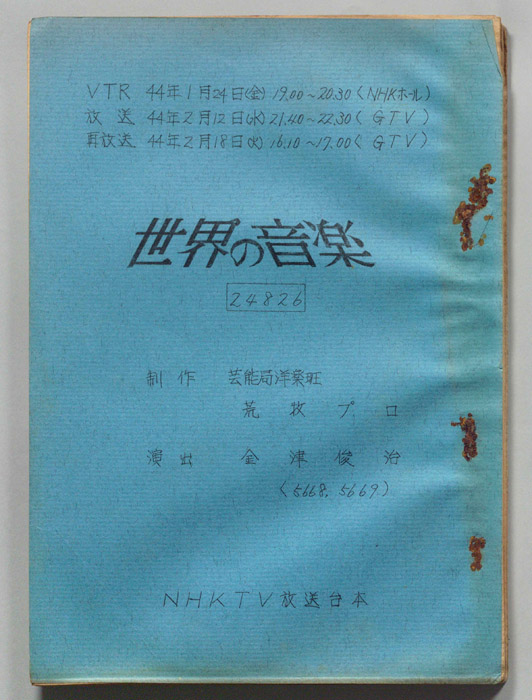 VTR 44年1月24日(金)19.00~20.30(NHKホール)
放送 44年2月12日(水)21.40~22.30(GTV)
再放送 44年2月18日(火)16.10~17.00(GTV)
世界の音楽
24826
制作 芸能局洋楽班
荒牧プロ
演出 金津俊治
(5668, 5669)
NHKTV放送台本